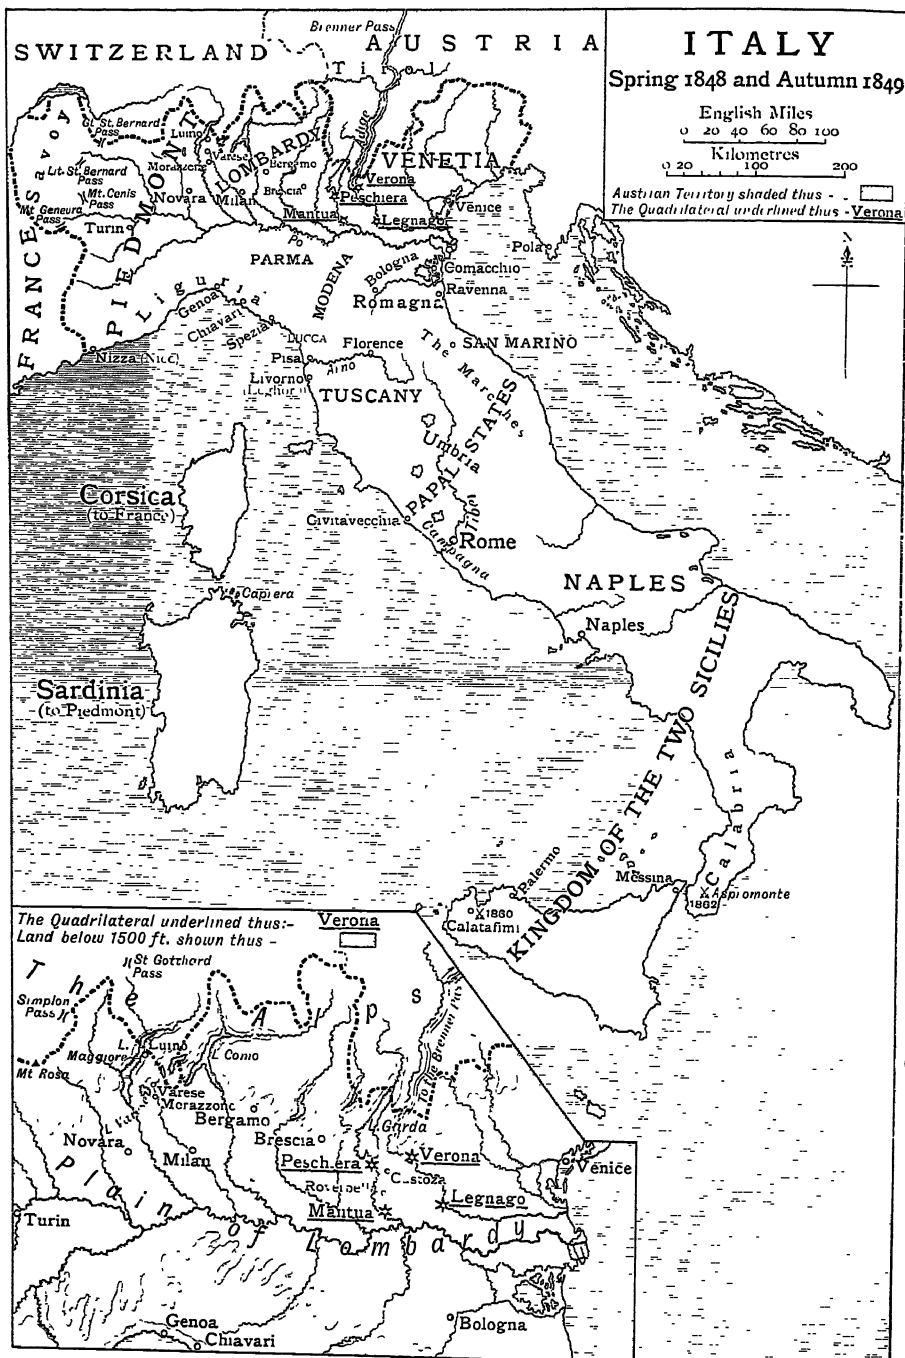 ITALY
Spring 1848 and Autumn 1849
English Miles
0 20 40 60 80 100
Kilometres
0 20 100 200
Austrian Territory shaded thus -
The Quadrilateral underlined thus - Verona
N
Brenner Pass
SWITZERLAND
AUSTRIA
Tirol
Gt. St. Bernard Pass
Savoy
Lit. St. Bernard Pass
Mt. Cenis Pass
Mt Genevra Pass
FRANCE
PIEDMONT
LOMBARDY
VENETIA
Luino
Varese
Morazzone
Bergamo
Brescia
Novara
Milan
Adige
Verona
Peschiera
Mantua
Legnago
Venice
Turin
Po
PARMA
MODENA
Bologna
Comacchio
Ravenna
Romagna
Pola
Liguria
Genoa
Chiavari
Spezia
Nizza (Nice)
Pisa
Florence
Arno
Livorno
(Leghorn)
TUSCANY
SAN MARINO
The Marches
Umbria
PAPAL STATES
Corsica
(to France)
Civitavecchia
Tiber
Rome
Campagna
Caprera
NAPLES
Naples
Sardinia
(to Piedmont)
KINGDOM OF THE TWO SICILIES
Calabria
Palermo
Messina
Aspromonte
1862
1860
Calatafimi
The Quadrilateral underlined thus:- Verona
Land below 1500 ft. shown thus -
The Alps
St Gotthard Pass
Simplon Pass
Mt Rosa
L. Maggiore
Luino
L. Como
To the Brenner Pass
Varese
Morazzone
Bergamo
L. Garda
Novara
Milan
Brescia
Peschiera
Verona
Custoza
Mantua
Legnago
Venice
Turin
Plain of Lombardy
Genoa
Chiavari
Bologna